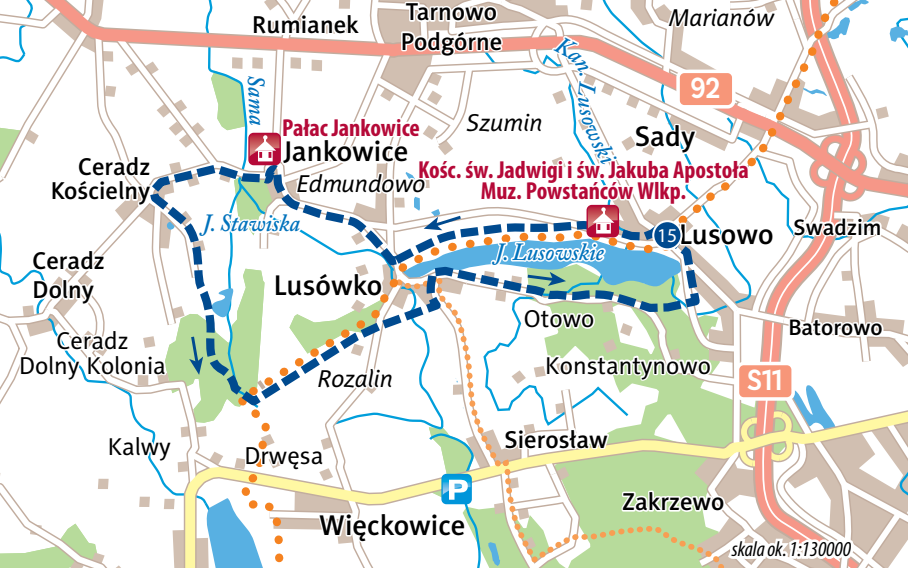 Rumianek
Tarnowo
Podgórne
Marianów
Kan. Lusowski
92
Sama
Szumin
Sady
Pałac Jankowice
Jankowice
Ceradz
Kościelny
Edmundowo
Kośc. św. Jadwigi i św. Jakuba Apostoła
Muz. Powstańców Wlkp.
J. Stawiska
15
Lusowo
Swadzim
J. Lusowskie
Ceradz
Dolny
Lusówko
Otowo
Batorowo
Ceradz
Dolny Kolonia
Rozalin
Konstantynowo
S11
Kalwy
Drwęsa
Sierosław
P
Więckowice
Zakrzewo
skala ok. 1:130000